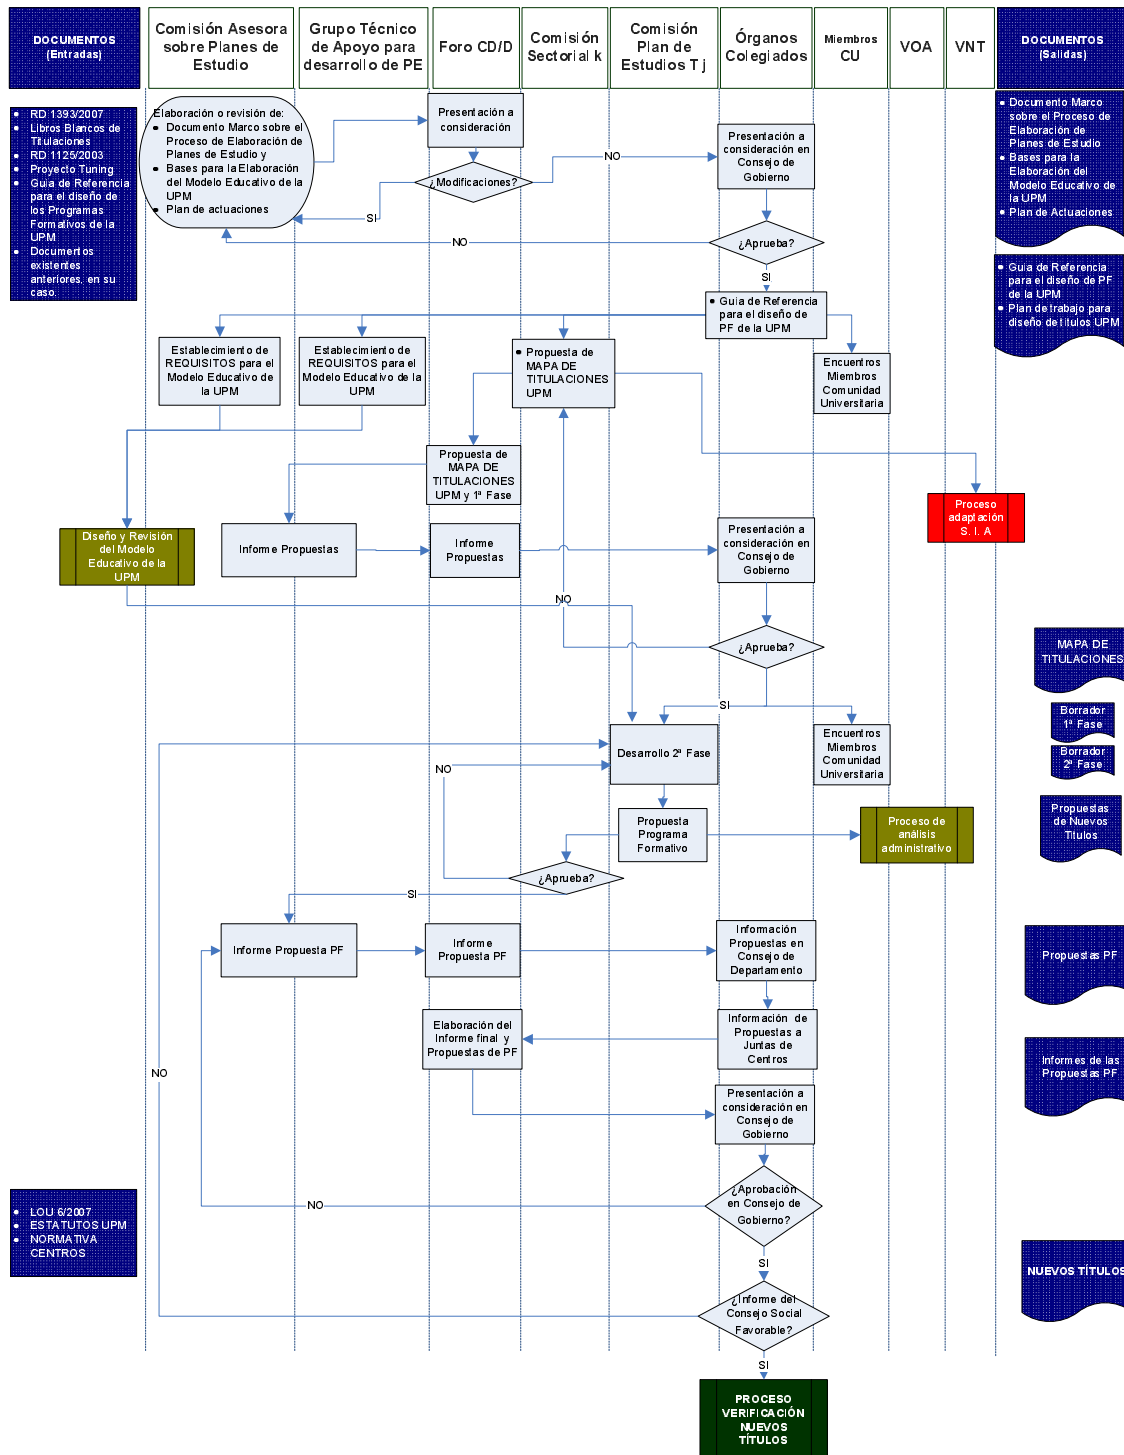 DOCUMENTOS
(Entradas)
Comisión Asesora
sobre Planes de
Estudio
Grupo Técnico
de Apoyo para
desarrollo de PE
Foro CD/D
Comisión
Sectorial k
Comisión
Plan de
Estudios Tj
Órganos
Colegiados
Miembros
CU
VOA
VNT
DOCUMENTOS
(Salidas)
RD 1393/2007
Libros Blancos de
Titulaciones
RD 1125/2003
Proyecto Tuning
Guia de Referencia
para el diseño de
los Programas
Formativos de la
UPM
Documentos
existentes
anteriores, en su
caso.
Elaboración o revisión de:
Documento Marco sobre el
Proceso de Elaboración de
Planes de Estudio y
Bases para la Elaboración
del Modelo Educativo de la
UPM
Plan de actuaciones
Presentación a
consideración
¿Modificaciones?
NO
SI
Presentación a
consideración en
Consejo de
Gobierno
¿Aprueba?
NO
SI
Documento Marco
sobre el Proceso de
Elaboración de
Planes de Estudio
Bases para la
Elaboración del
Modelo Educativo de
la UPM
Plan de Actuaciones
Guia de Referencia
para el diseño de PF
de la UPM
Plan de trabajo para
diseño de titulos UPM
Guia de Referencia
para el diseño de
PF de la UPM
Establecimiento de
REQUISITOS para el
Modelo Educativo de
la UPM
Establecimiento de
REQUISITOS para el
Modelo Educativo de la
UPM
Propuesta de
MAPA DE
TITULACIONES
UPM
Encuentros
Miembros
Comunidad
Universitaria
Propuesta de
MAPA DE
TITULACIONES
UPM y 1ª Fase
Proceso
adaptación
S. I. A
Diseño y Revisión
del Modelo
Educativo de la
UPM
Informe Propuestas
Informe
Propuestas
Presentación a
consideración en
Consejo de
Gobierno
NO
¿Aprueba?
SI
MAPA DE
TITULACIONES
Borrador
1ª Fase
Borrador
2ª Fase
Desarrollo 2ª Fase
Encuentros
Miembros
Comunidad
Universitaria
NO
Propuesta
Programa
Formativo
Proceso de
análisis
administrativo
Propuestas
de Nuevos
Titulos
¿Aprueba?
SI
Informe Propuesta PF
Informe
Propuesta PF
Información
Propuestas en
Consejo de
Departamento
Propuestas PF
Elaboración del
Informe final y
Propuestas de PF
Información de
Propuestas a
Juntas de
Centros
Informes de las
Propuestas PF
NO
Presentación a
consideración en
Consejo de
Gobierno
LOU 6/2007
ESTATUTOS UPM
NORMATIVA
CENTROS
NO
¿Aprobación
en Consejo de
Gobierno?
SI
NUEVOS TÍTULOS
¿Informe del
Consejo Social
Favorable?
SI
PROCESO
VERIFICACIÓN
NUEVOS
TÍTULOS